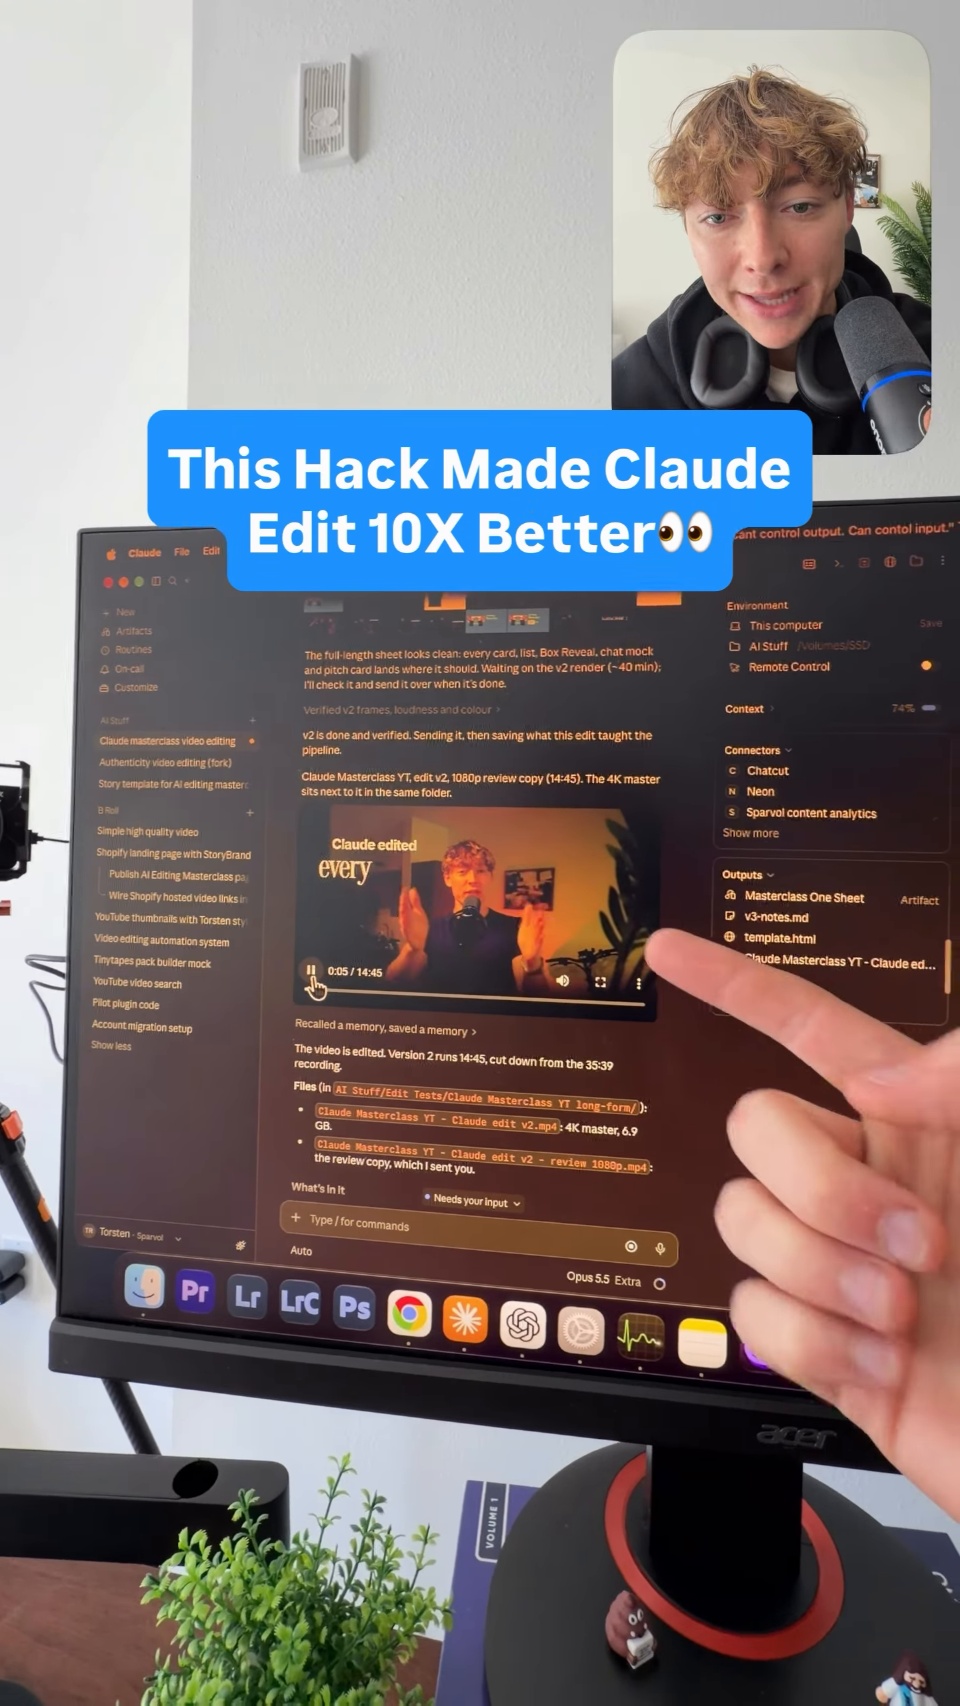 This Hack Made Claude
Edit 10X Better👀
Claude File Edit
cant control output. Can contol input."
New
Artifacts
Routines
On-call
Customize
AI Stuff
Claude masterclass video editing
Authenticity video editing (fork)
Story template for AI editing master
B Roll
Simple high quality video
Shopify landing page with StoryBrand
Publish AI Editing Masterclass pa
Wire Shopify hosted video links in
YouTube thumbnails with Torsten sty
Video editing automation system
Tinytapes pack builder mock
YouTube video search
Pilot plugin code
Account migration setup
Show less
Torsten · Sparvol
The full-length sheet looks clean: every card, list, Box Reveal, chat mock
and pitch card lands where it should. Waiting on the v2 render (~40 min);
I'll check it and send it over when it's done.
Verified v2 frames, loudness and colour >
v2 is done and verified. Sending it, then saving what this edit taught the
pipeline.
Claude Masterclass YT, edit v2, 1080p review copy (14:45). The 4K master
sits next to it in the same folder.
Claude edited
every
0:05 / 14:45
Recalled a memory, saved a memory >
The video is edited. Version 2 runs 14:45, cut down from the 35:39
recording.
Files (in AI Stuff/Edit Tests/Claude Masterclass YT long-form/):
• Claude Masterclass YT - Claude edit v2.mp4: 4K master, 6.9
GB.
• Claude Masterclass YT - Claude edit v2 - review 1080p.mp4:
the review copy, which I sent you.
What's in it
Needs your input
Type / for commands
Auto
Opus 5.5 Extra
Environment
This computer Save
AI Stuff /Volumes/SSD
Remote Control
Context > 74%
Connectors
C Chatcut
N Neon
S Sparvol content analytics
Show more
Outputs
Masterclass One Sheet Artifact
v3-notes.md
template.html
Claude Masterclass YT - Claude ed...
Pr Lr LrC Ps
acer
VOLUME 1